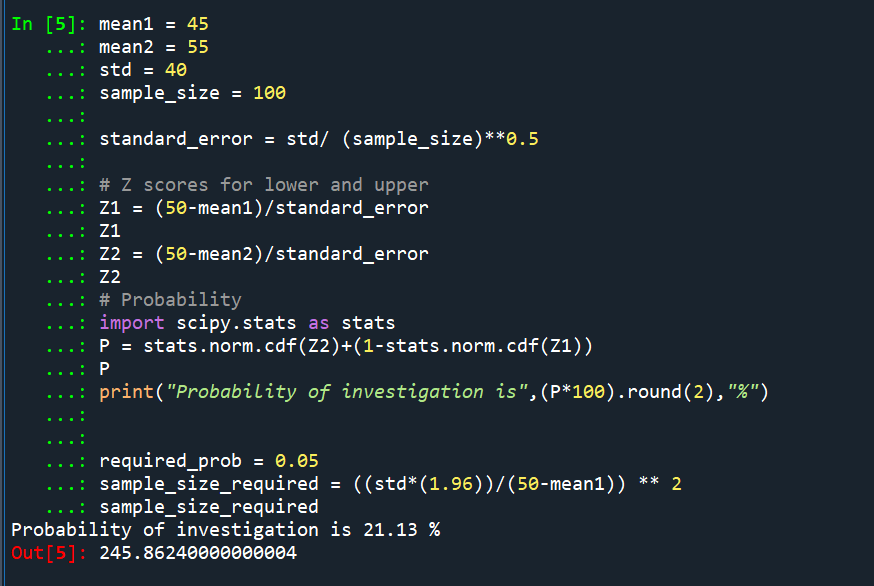 In [5]: mean1 = 45
...: mean2 = 55
...: std = 40
...: sample_size = 100
...:
...: standard_error = std/ (sample_size)**0.5
...:
...: # Z scores for lower and upper
...: Z1 = (50-mean1)/standard_error
...: Z1
...: Z2 = (50-mean2)/standard_error
...: Z2
...: # Probability
...: import scipy.stats as stats
...: P = stats.norm.cdf(Z2)+(1-stats.norm.cdf(Z1))
...: P
...: print("Probability of investigation is",(P*100).round(2),"%")
...:
...:
...: required_prob = 0.05
...: sample_size_required = ((std*(1.96))/(50-mean1)) ** 2
...: sample_size_required
Probability of investigation is 21.13 %
Out[5]: 245.86240000000004